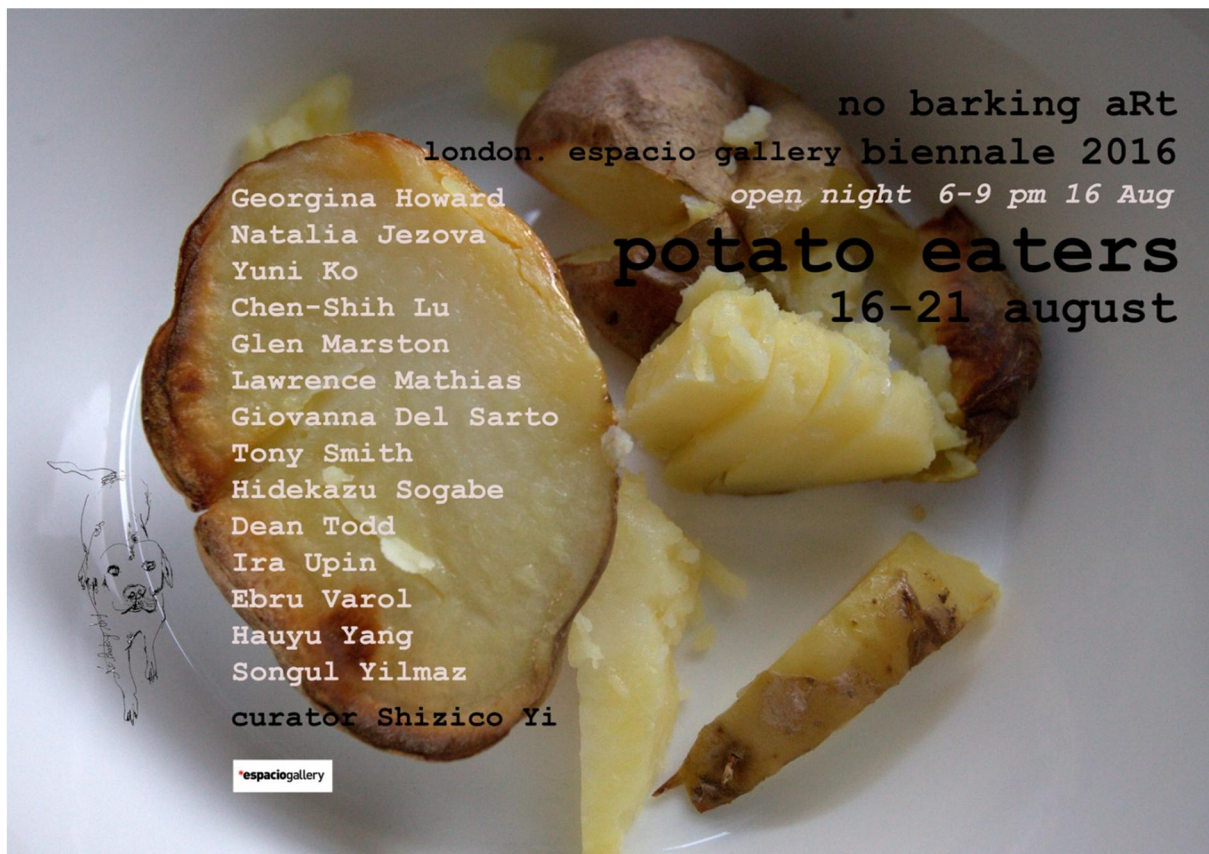 no barking aRt
london. espacio gallery biennale 2016
open night 6-9 pm 16 Aug
potato eaters
16-21 august
Georgina Howard
Natalia Jezova
Yuni Ko
Chen-Shih Lu
Glen Marston
Lawrence Mathias
Giovanna Del Sarto
Tony Smith
Hidekazu Sogabe
Dean Todd
Ira Upin
Ebru Varol
Hauyu Yang
Songul Yilmaz
curator Shizico Yi
*espaciogallery